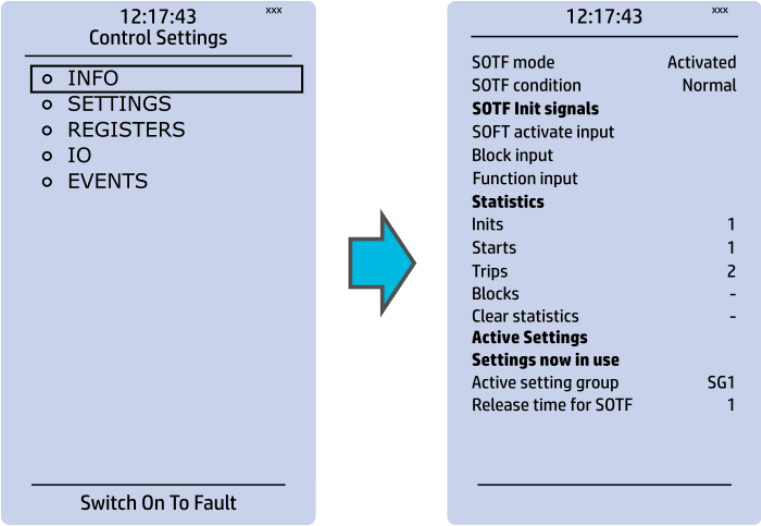 12:17:43 xxx
Control Settings
INFO
SETTINGS
REGISTERS
IO
EVENTS
Switch On To Fault
12:17:43 xxx
SOTF mode Activated
SOTF condition Normal
SOTF Init signals
SOFT activate input
Block input
Function input
Statistics
Inits 1
Starts 1
Trips 2
Blocks -
Clear statistics -
Active Settings
Settings now in use
Active setting group SG1
Release time for SOTF 1